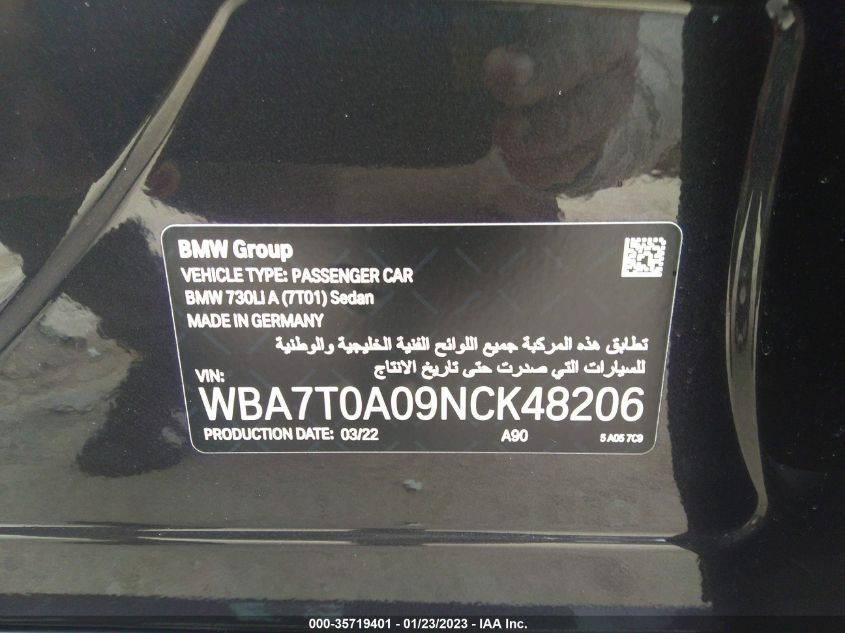 BMW Group
VEHICLE TYPE: PASSENGER CAR
BMW 730LI A (7T01) Sedan
MADE IN GERMANY
تطابق هذه المركبة جميع اللوائح الفنية الخليجية والوطنية
للسيارات التي صدرت حتى تاريخ الانتاج
VIN:
WBA7T0A09NCK48206
PRODUCTION DATE: 03/22 A90 5 A05 7C9
000-35719401 - 01/23/2023 - IAA Inc.